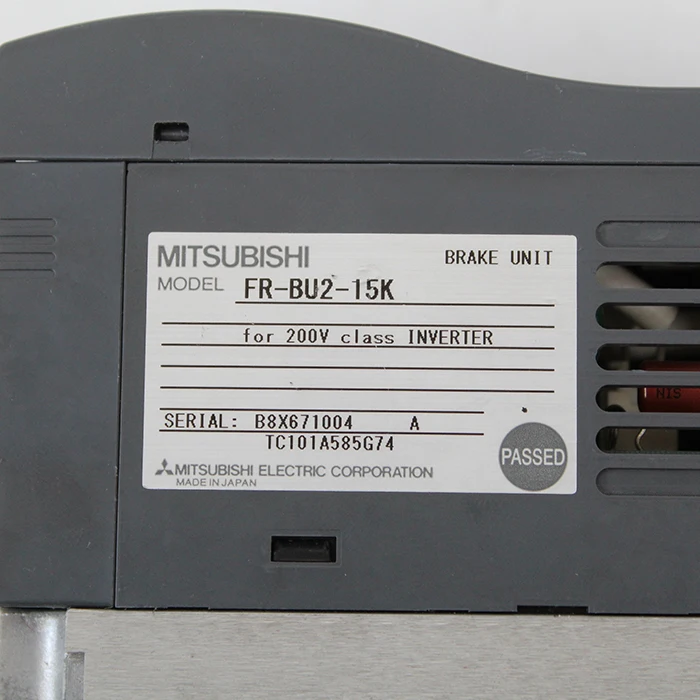 MITSUBISHI BRAKE UNIT
MODEL FR-BU2-15K
for 200V class INVERTER
SERIAL: B8X671004 A
TC101A585G74
PASSED
MITSUBISHI ELECTRIC CORPORATION
MADE IN JAPAN
NIS